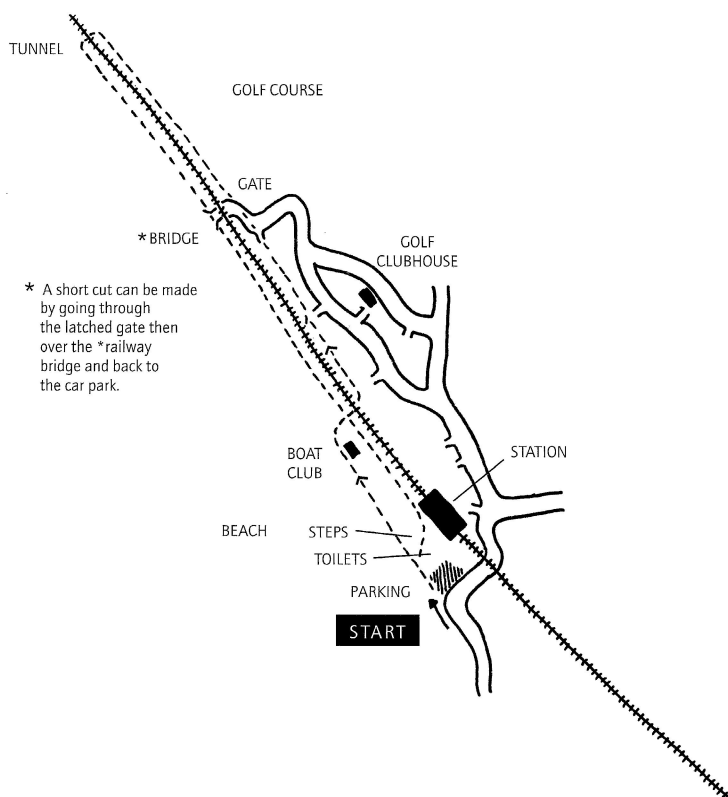 TUNNEL
GOLF COURSE
GATE
*BRIDGE
GOLF
CLUBHOUSE
* A short cut can be made
by going through
the latched gate then
over the *railway
bridge and back to
the car park.
BOAT
CLUB
STATION
BEACH
STEPS
TOILETS
PARKING
START